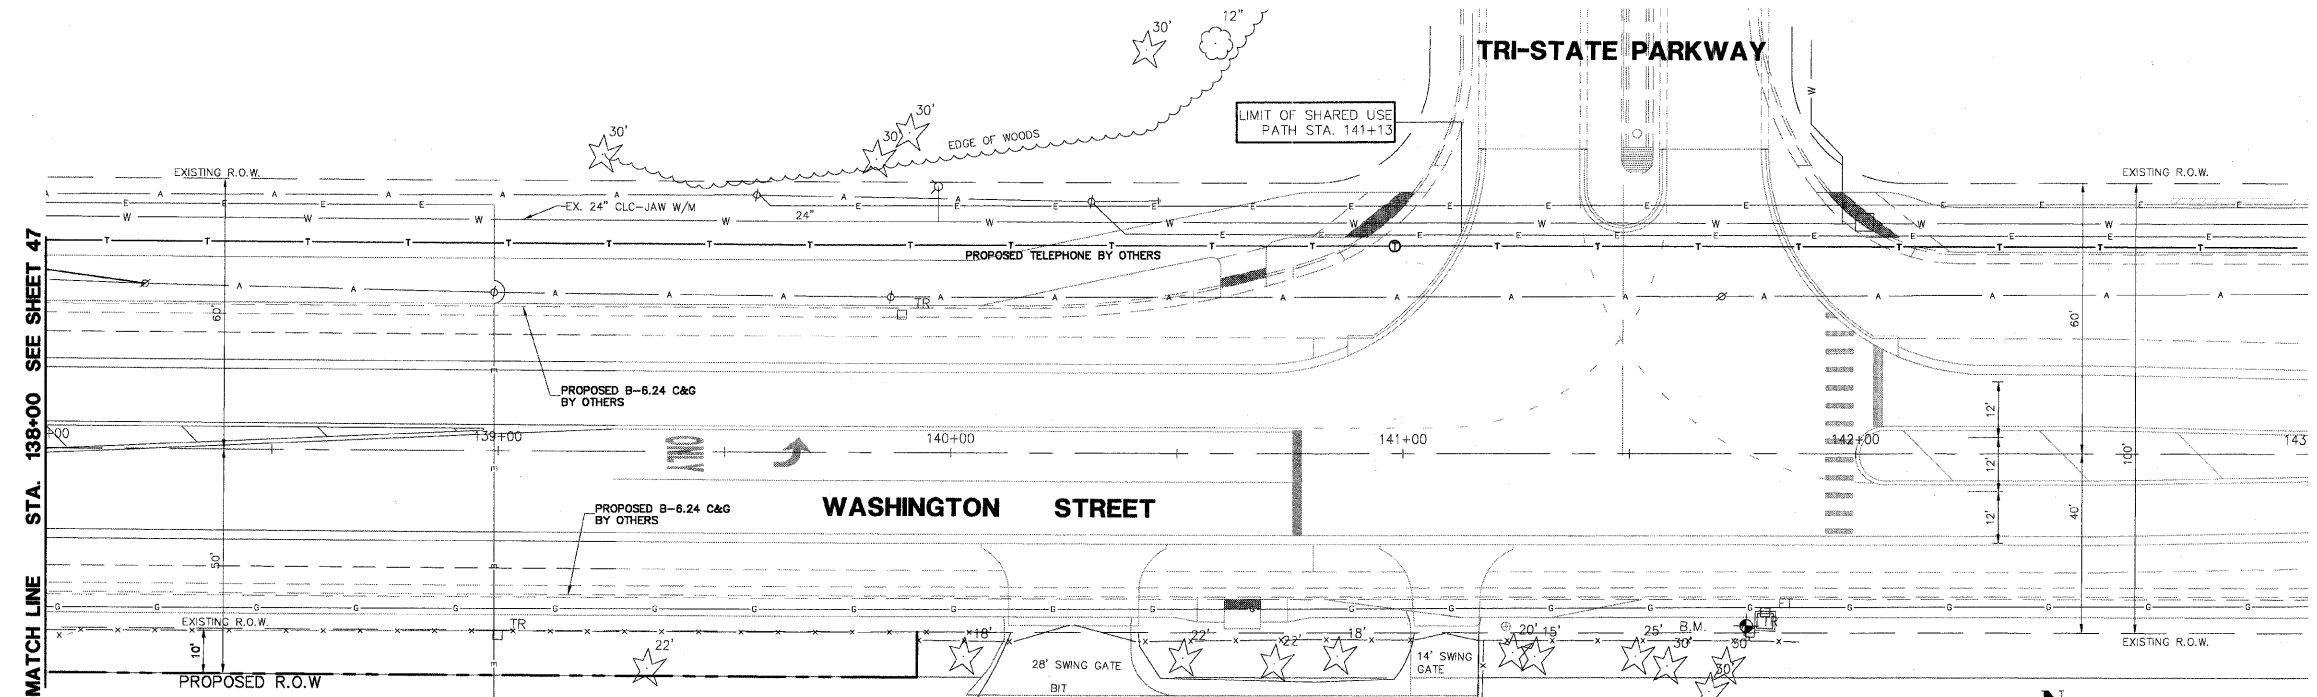 30'
12"
TRI-STATE PARKWAY
LIMIT OF SHARED USE
PATH STA. 141+13
30'
30'
30'
EDGE OF WOODS
W
EXISTING R.O.W.
EXISTING R.O.W.
A A A A A A A A
E E E E E E E E E E E E E E E
W W W W W W W W W W W
EX. 24" CLC-JAW W/M
24"
T T T T T T T T T T T T T T T T T T T T T T
PROPOSED TELEPHONE BY OTHERS
A A A A A A A A A A A A A A A A A
TR
60'
60'
MATCH LINE STA. 138+00 SEE SHEET 47
PROPOSED B-6.24 C&G
BY OTHERS
+00
139+00
140+00
141+00
142+00
143
ONLY
12'
12'
12'
100'
40'
WASHINGTON STREET
PROPOSED B-6.24 C&G
BY OTHERS
50'
G G G G G G G G G G G G G G G G G G G G G G
EXISTING R.O.W.
TR
10'
22'
18'
22'
22'
18'
20'
15'
25'
30'
B.M.
30'
30'
TR
EXISTING R.O.W.
28' SWING GATE
BIT
14' SWING
GATE
PROPOSED R.O.W
N